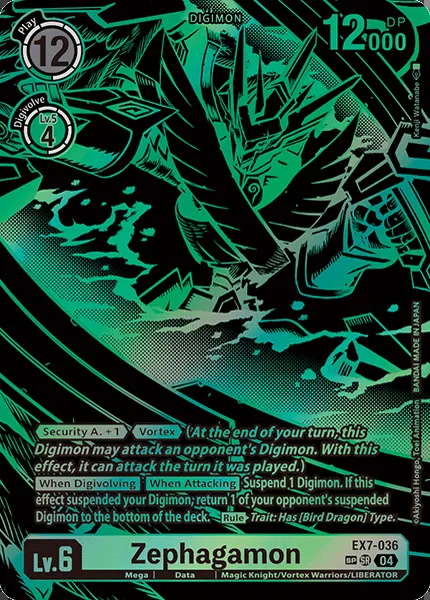 DIGIMON
Play
12
12000
DP
Digivolve
Lv.5
4
Kenji Watanabe
©Akiyoshi Hongo, Toei Animation BANDAI MADE IN JAPAN
Security A. +1 Vortex (At the end of your turn, this
Digimon may attack an opponent's Digimon. With this
effect, it can attack the turn it was played.)
When Digivolving When Attacking Suspend 1 Digimon. If this
effect suspended your Digimon, return 1 of your opponent's suspended
Digimon to the bottom of the deck. Rule Trait: Has [Bird Dragon] Type.
Lv.6
Zephagamon
EX7-036
BP SR 04
Mega Data Magic Knight/Vortex Warriors/LIBERATOR